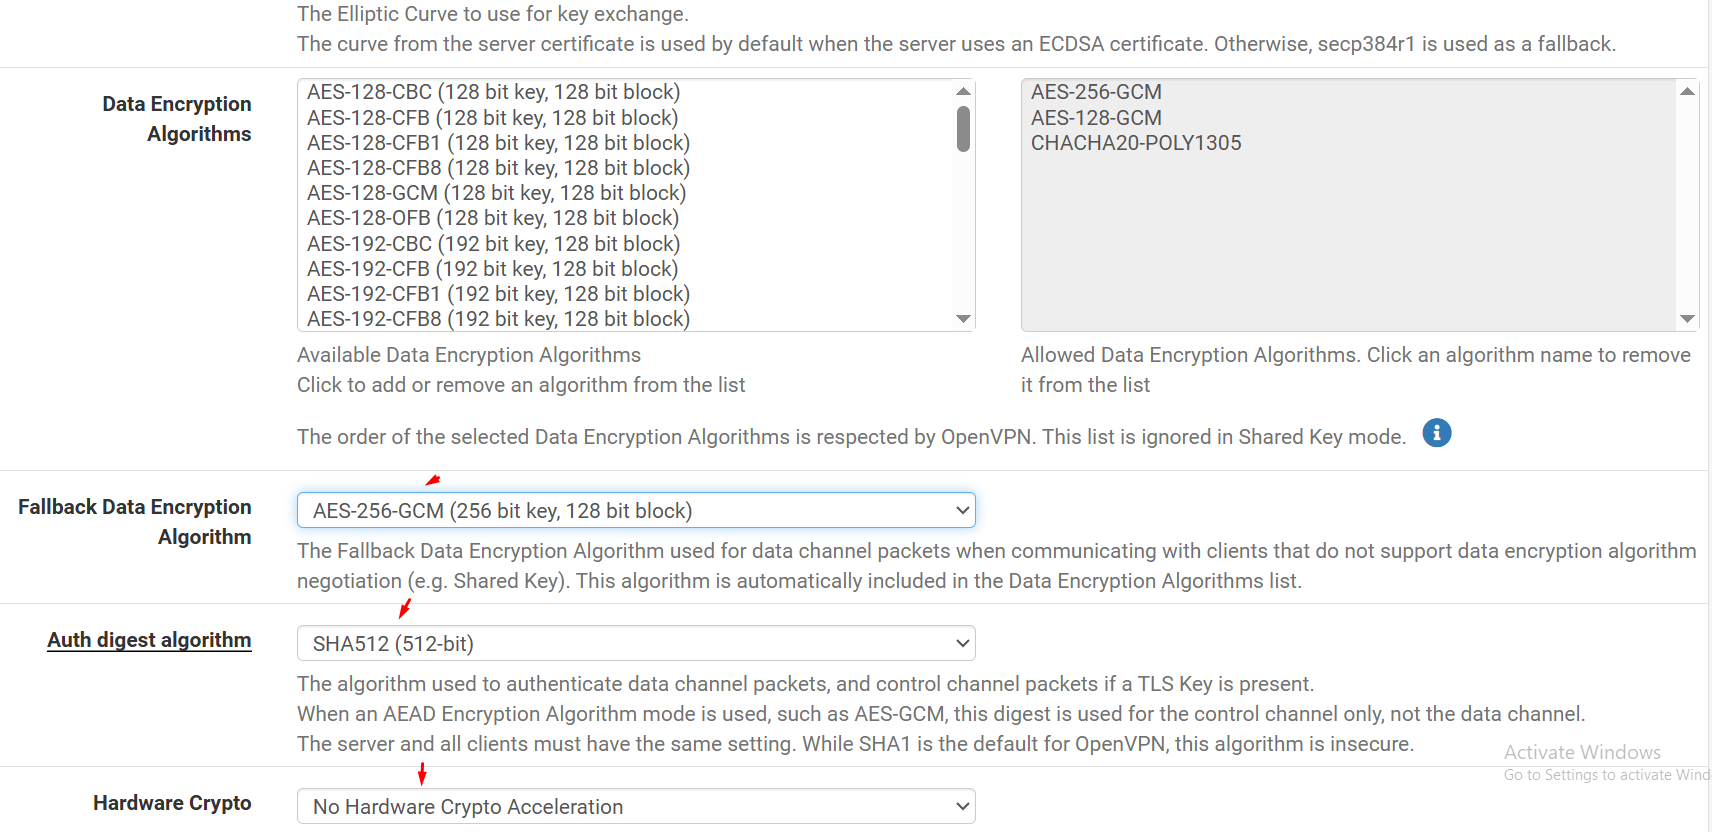 The Elliptic Curve to use for key exchange.
The curve from the server certificate is used by default when the server uses an ECDSA certificate. Otherwise, secp384r1 is used as a fallback.
Data Encryption
Algorithms
AES-128-CBC (128 bit key, 128 bit block)
AES-128-CFB (128 bit key, 128 bit block)
AES-128-CFB1 (128 bit key, 128 bit block)
AES-128-CFB8 (128 bit key, 128 bit block)
AES-128-GCM (128 bit key, 128 bit block)
AES-128-OFB (128 bit key, 128 bit block)
AES-192-CBC (192 bit key, 128 bit block)
AES-192-CFB (192 bit key, 128 bit block)
AES-192-CFB1 (192 bit key, 128 bit block)
AES-192-CFB8 (192 bit key, 128 bit block)
Available Data Encryption Algorithms
Click to add or remove an algorithm from the list
AES-256-GCM
AES-128-GCM
CHACHA20-POLY1305
Allowed Data Encryption Algorithms. Click an algorithm name to remove
it from the list
The order of the selected Data Encryption Algorithms is respected by OpenVPN. This list is ignored in Shared Key mode.
Fallback Data Encryption
Algorithm
AES-256-GCM (256 bit key, 128 bit block)
The Fallback Data Encryption Algorithm used for data channel packets when communicating with clients that do not support data encryption algorithm
negotiation (e.g. Shared Key). This algorithm is automatically included in the Data Encryption Algorithms list.
Auth digest algorithm
SHA512 (512-bit)
The algorithm used to authenticate data channel packets, and control channel packets if a TLS Key is present.
When an AEAD Encryption Algorithm mode is used, such as AES-GCM, this digest is used for the control channel only, not the data channel.
The server and all clients must have the same setting. While SHA1 is the default for OpenVPN, this algorithm is insecure.
Activate Windows
Go to Settings to activate Wind
Hardware Crypto
No Hardware Crypto Acceleration